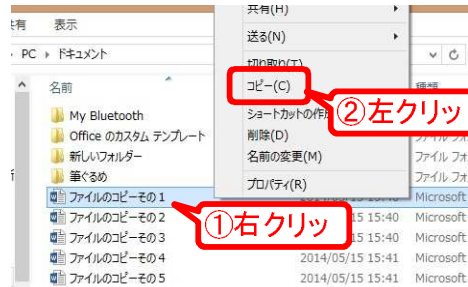 共有(H)
共有 表示
送る(N)
PC ドキュメント
切り取り(T)
名前
コピー(C)
種類
My Bluetooth
ショートカットの作成
②左クリッ
Office のカスタム テンプレート
削除(D)
ファイル フォ
新しいフォルダー
名前の変更(M)
ファイル フォ
筆ぐるめ
プロパティ(R)
ファイル フォ
ファイルのコピーその 1
2014/05/15 15:40
Microsoft
①右クリッ
ファイルのコピーその 2
15 15:40
Microsoft
ファイルのコピーその 3
15 15:40
Microsoft
ファイルのコピーその 4
2014/05/15 15:41
Microsoft
ファイルのコピーその 5
2014/05/15 15:41
Microsoft